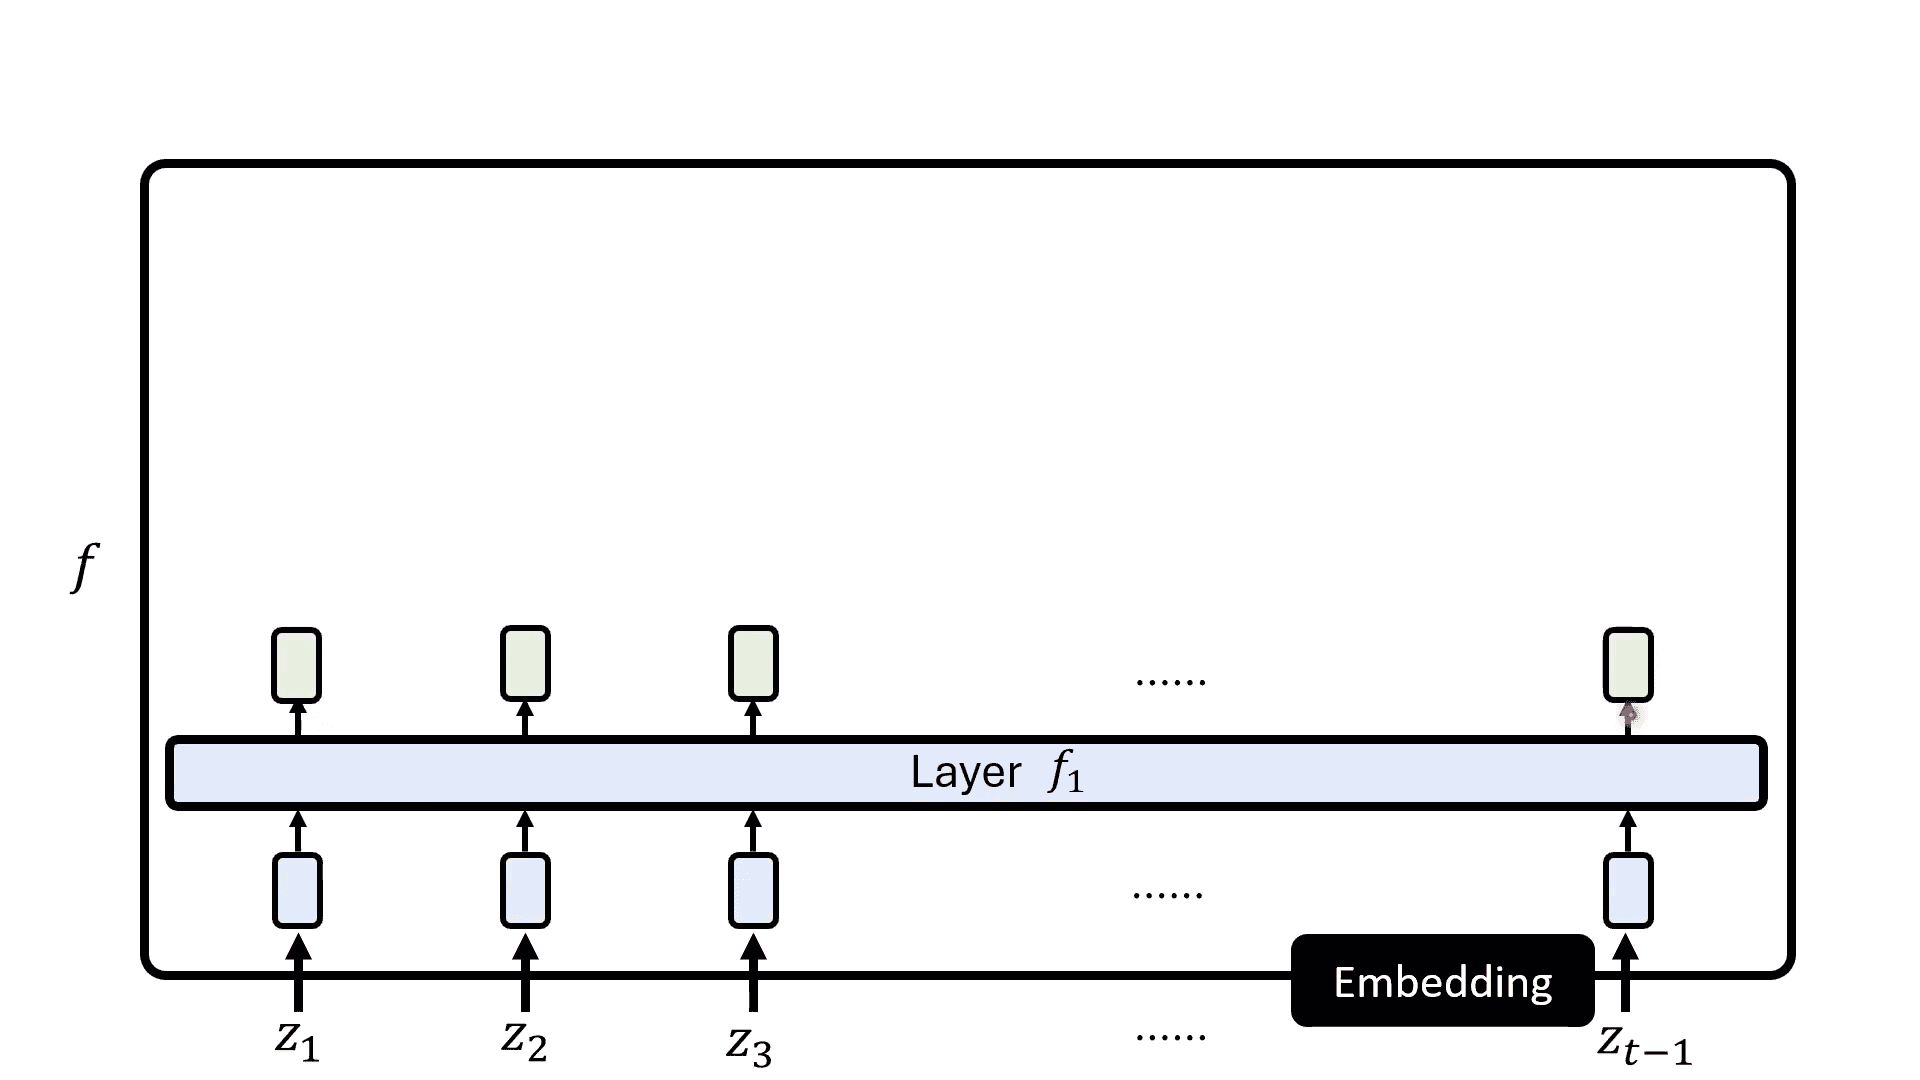 f
......
Layer f₁
......
Embedding
z₁ z₂ z₃ ...... zₜ₋₁